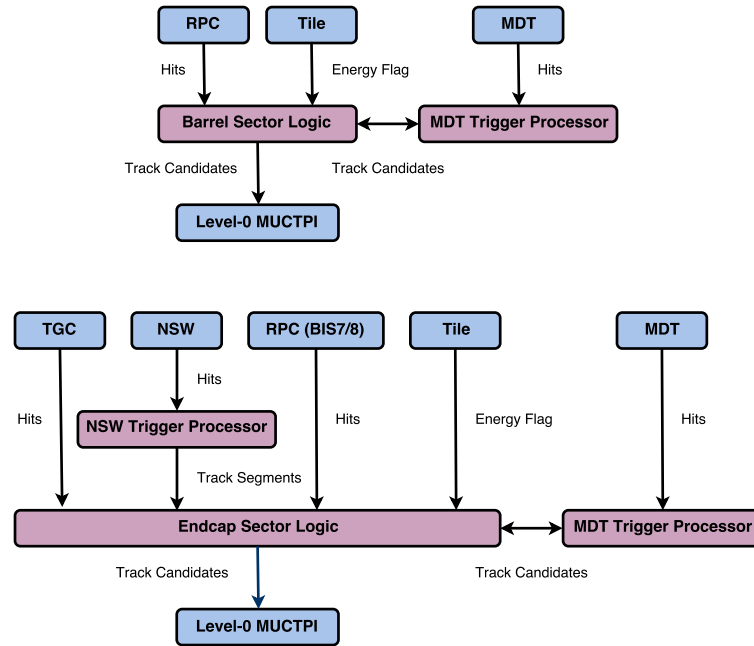 RPC
Tile
MDT
Hits
Energy Flag
Hits
Barrel Sector Logic
MDT Trigger Processor
Track Candidates
Track Candidates
Level-0 MUCTPI
TGC
NSW
RPC (BIS7/8)
Tile
MDT
Hits
Hits
NSW Trigger Processor
Hits
Energy Flag
Hits
Track Segments
Endcap Sector Logic
MDT Trigger Processor
Track Candidates
Track Candidates
Level-0 MUCTPI